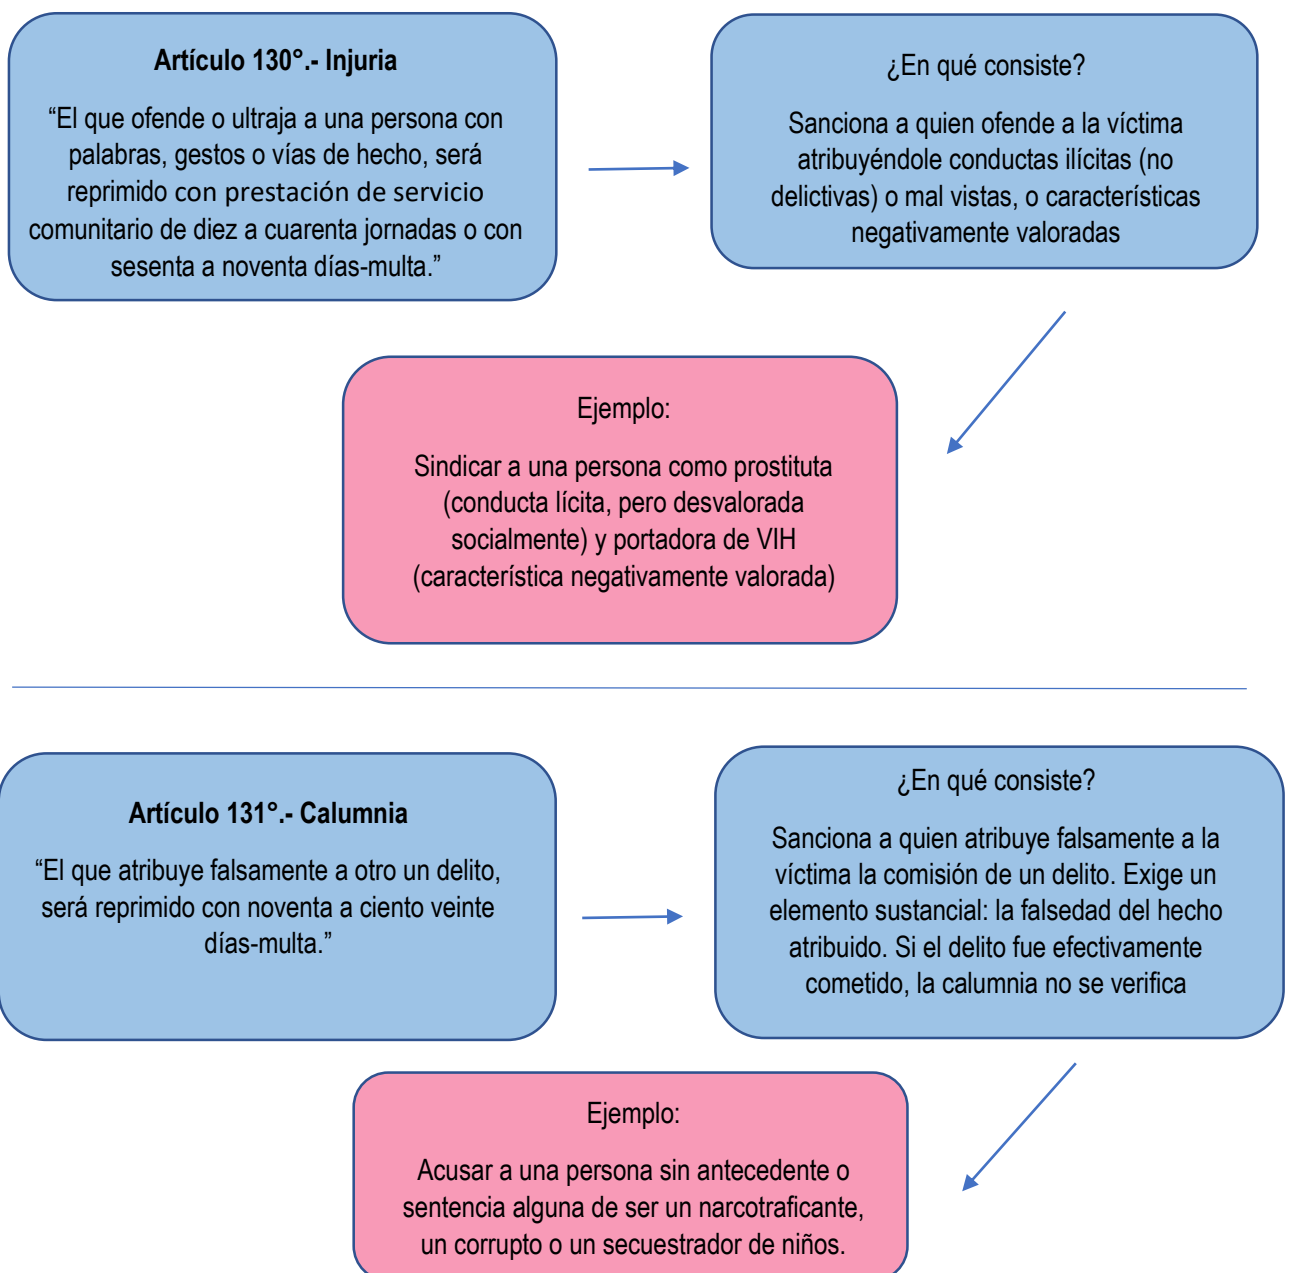 Artículo 130°.- Injuria
“El que ofende o ultraja a una persona con
palabras, gestos o vías de hecho, será
reprimido con prestación de servicio
comunitario de diez a cuarenta jornadas o con
sesenta a noventa días-multa.”
¿En qué consiste?
Sanciona a quien ofende a la víctima
atribuyéndole conductas ilícitas (no
delictivas) o mal vistas, o características
negativamente valoradas
Ejemplo:
Sindicar a una persona como prostituta
(conducta lícita, pero desvalorada
socialmente) y portadora de VIH
(característica negativamente valorada)
Artículo 131°.- Calumnia
“El que atribuye falsamente a otro un delito,
será reprimido con noventa a ciento veinte
días-multa.”
¿En qué consiste?
Sanciona a quien atribuye falsamente a la
víctima la comisión de un delito. Exige un
elemento sustancial: la falsedad del hecho
atribuido. Si el delito fue efectivamente
cometido, la calumnia no se verifica
Ejemplo:
Acusar a una persona sin antecedente o
sentencia alguna de ser un narcotraficante,
un corrupto o un secuestrador de niños.